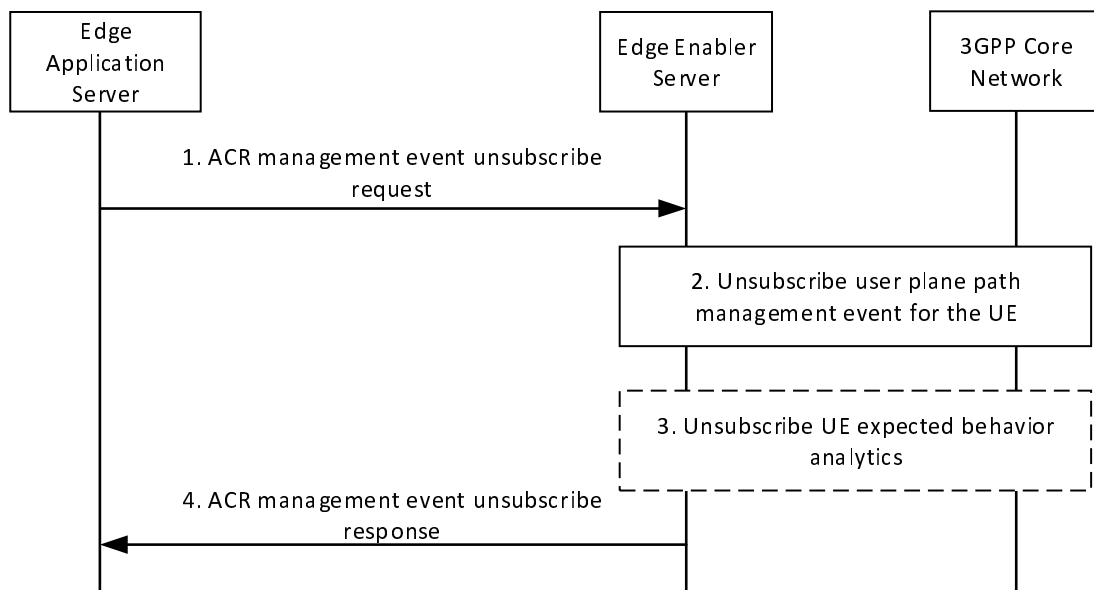 Edge
Application
Server
Edge Enabler
Server
3GPP Core
Network
1. ACR management event unsubscribe
request
2. Unsubscribe user plane path
management event for the UE
3. Unsubscribe UE expected behavior
analytics
4. ACR management event unsubscribe
response